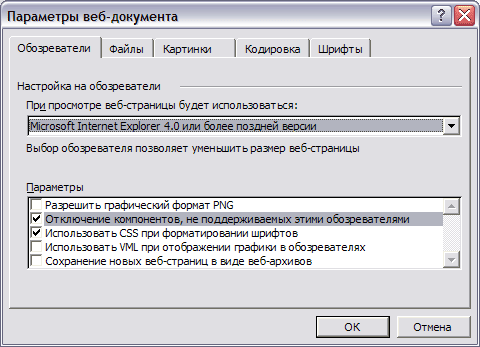 Параметры веб-документа
Обозреватели Файлы Картинки Кодировка Шрифты
Настройка на обозреватели
При просмотре веб-страницы будет использоваться:
Microsoft Internet Explorer 4.0 или более поздней версии
Выбор обозревателя позволяет уменьшить размер веб-страницы
Параметры
Разрешить графический формат PNG
Отключение компонентов, не поддерживаемых этими обозревателями
Использовать CSS при форматировании шрифтов
Использовать VML при отображении графики в обозревателях
Сохранение новых веб-страниц в виде веб-архивов
ОК Отмена